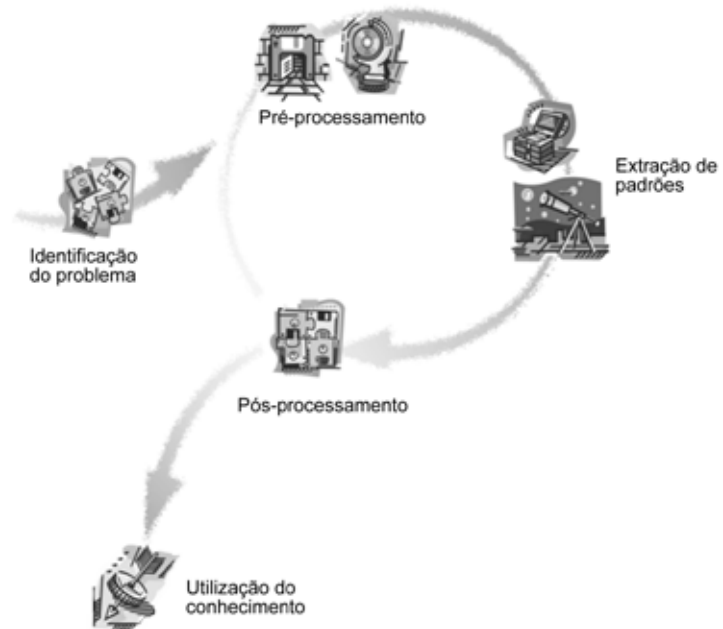 Pré-processamento
Extração de
padrões
Identificação
do problema
Pós-processamento
Utilização do
conhecimento